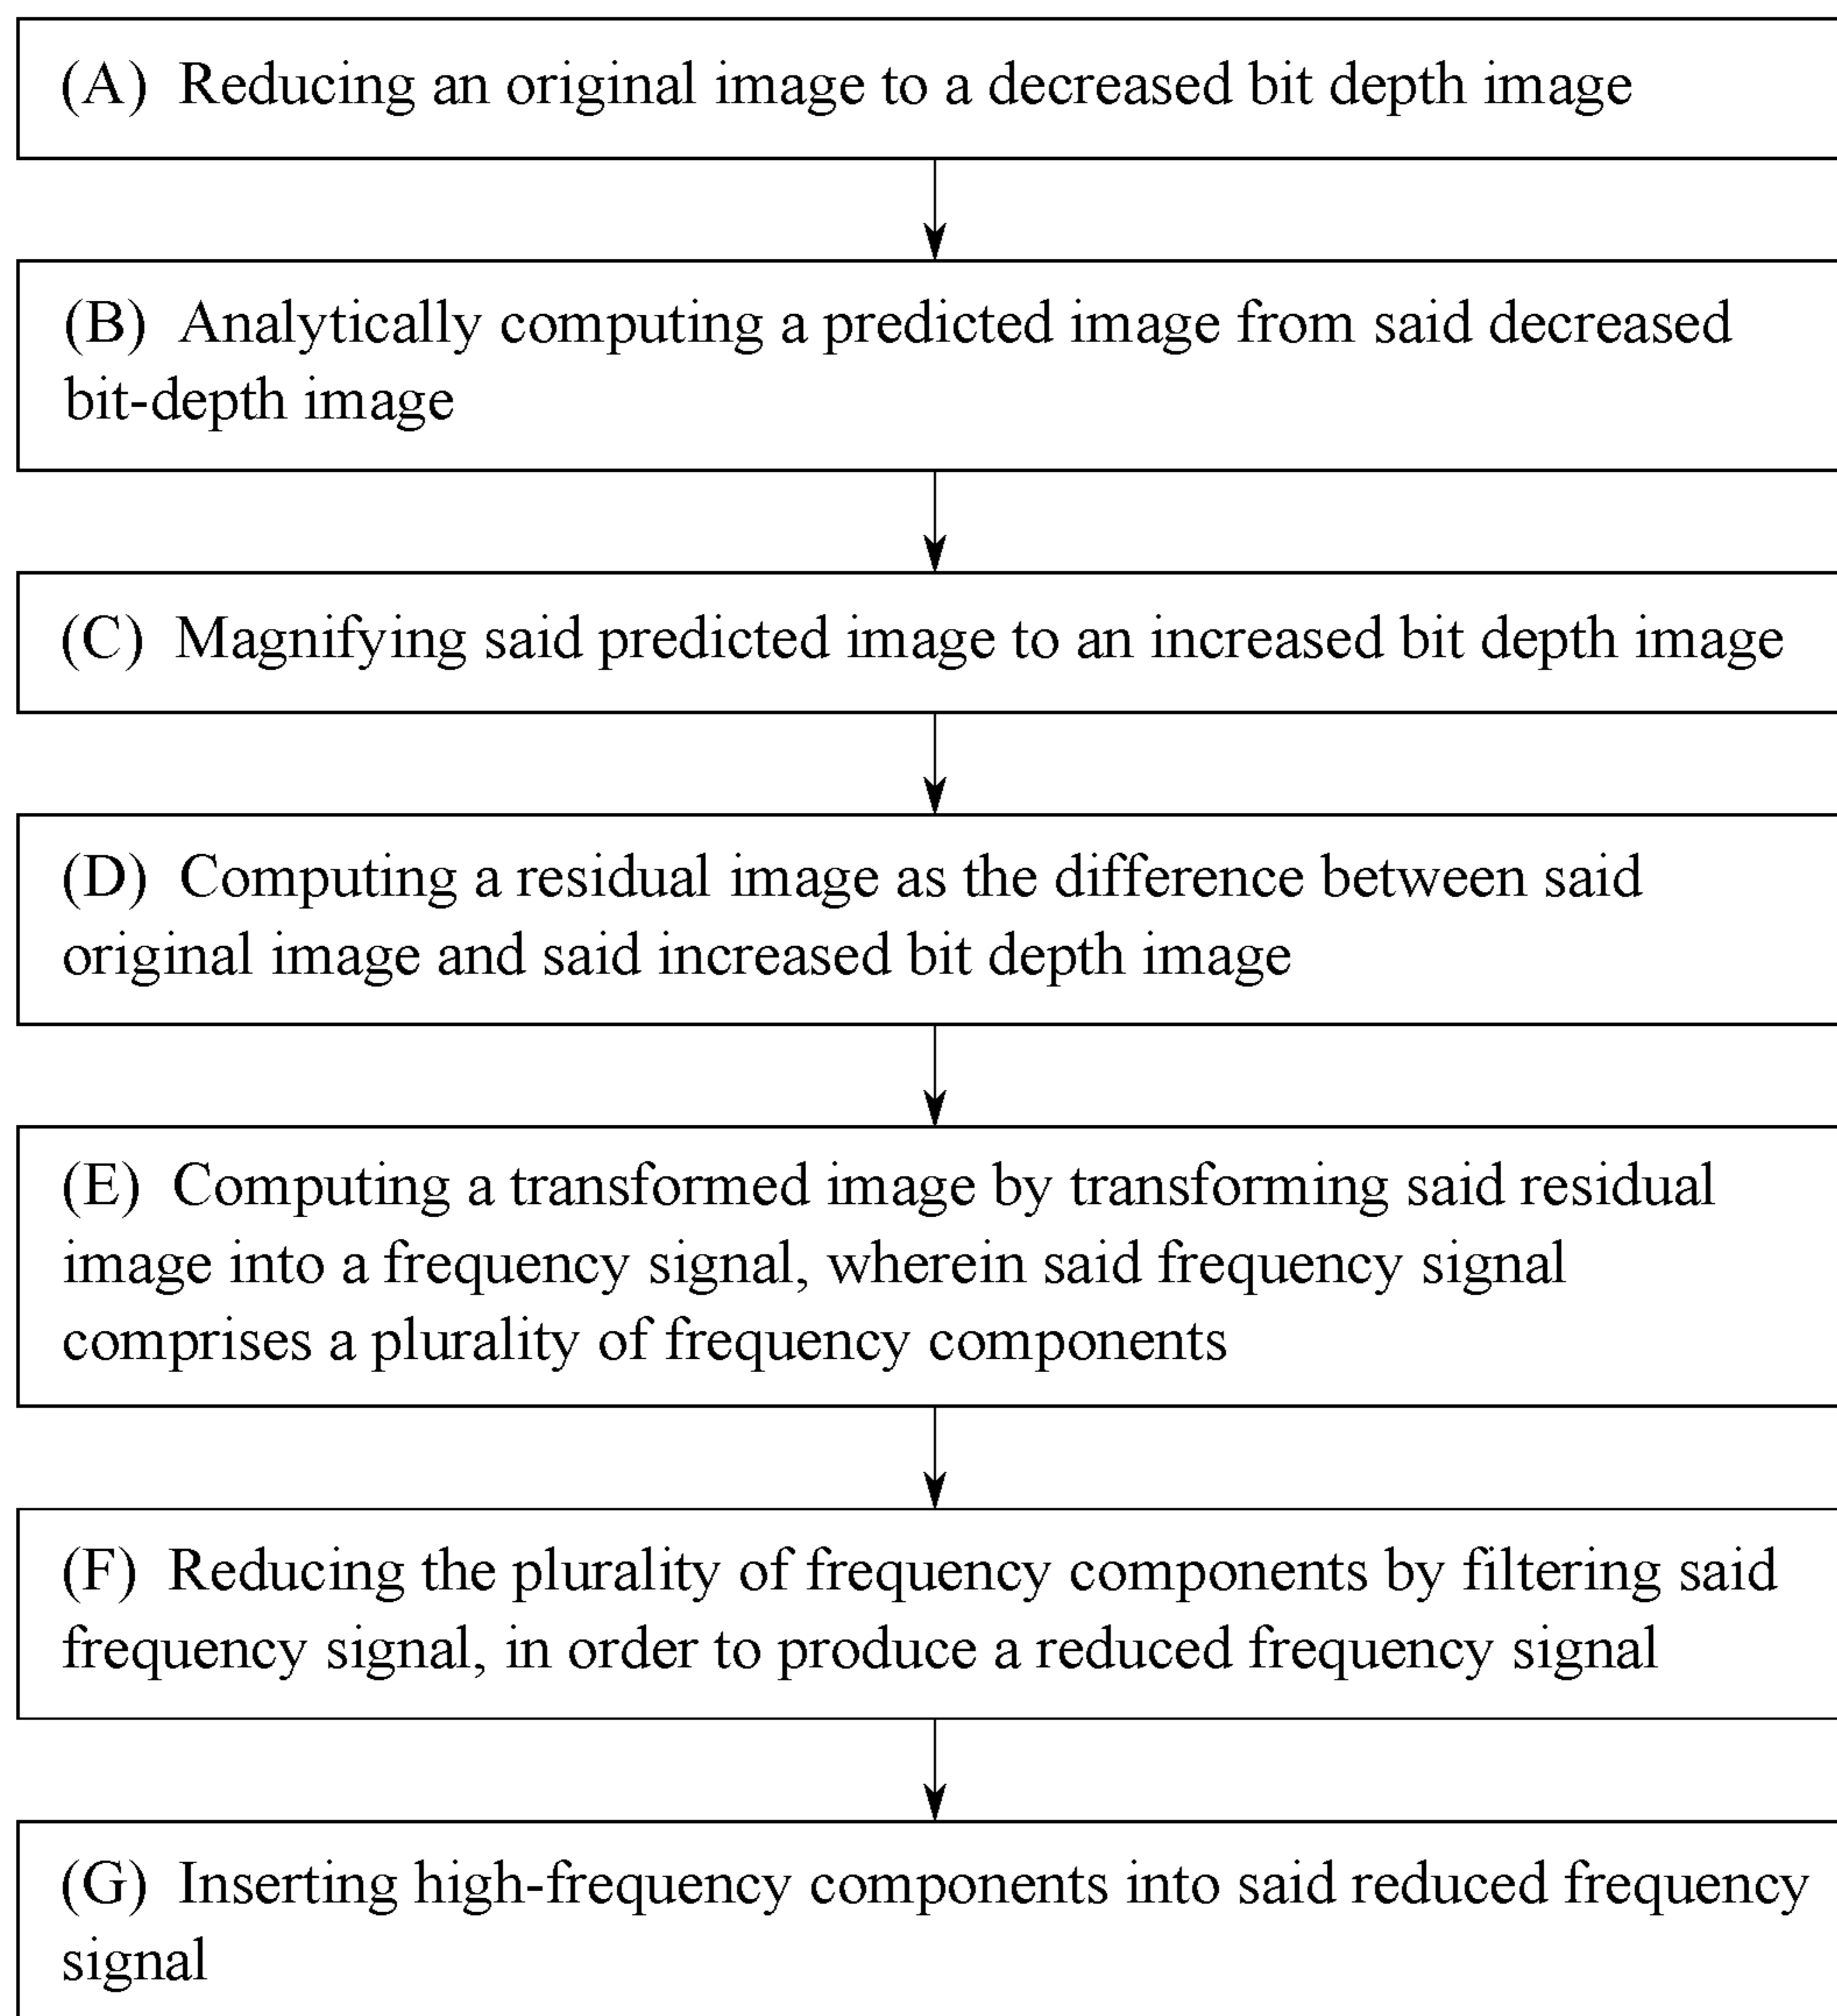 (A) Reducing an original image to a decreased bit depth image
(B) Analytically computing a predicted image from said decreased
bit-depth image
(C) Magnifying said predicted image to an increased bit depth image
(D) Computing a residual image as the difference between said
original image and said increased bit depth image
(E) Computing a transformed image by transforming said residual
image into a frequency signal, wherein said frequency signal
comprises a plurality of frequency components
(F) Reducing the plurality of frequency components by filtering said
frequency signal, in order to produce a reduced frequency signal
(G) Inserting high-frequency components into said reduced frequency
signal